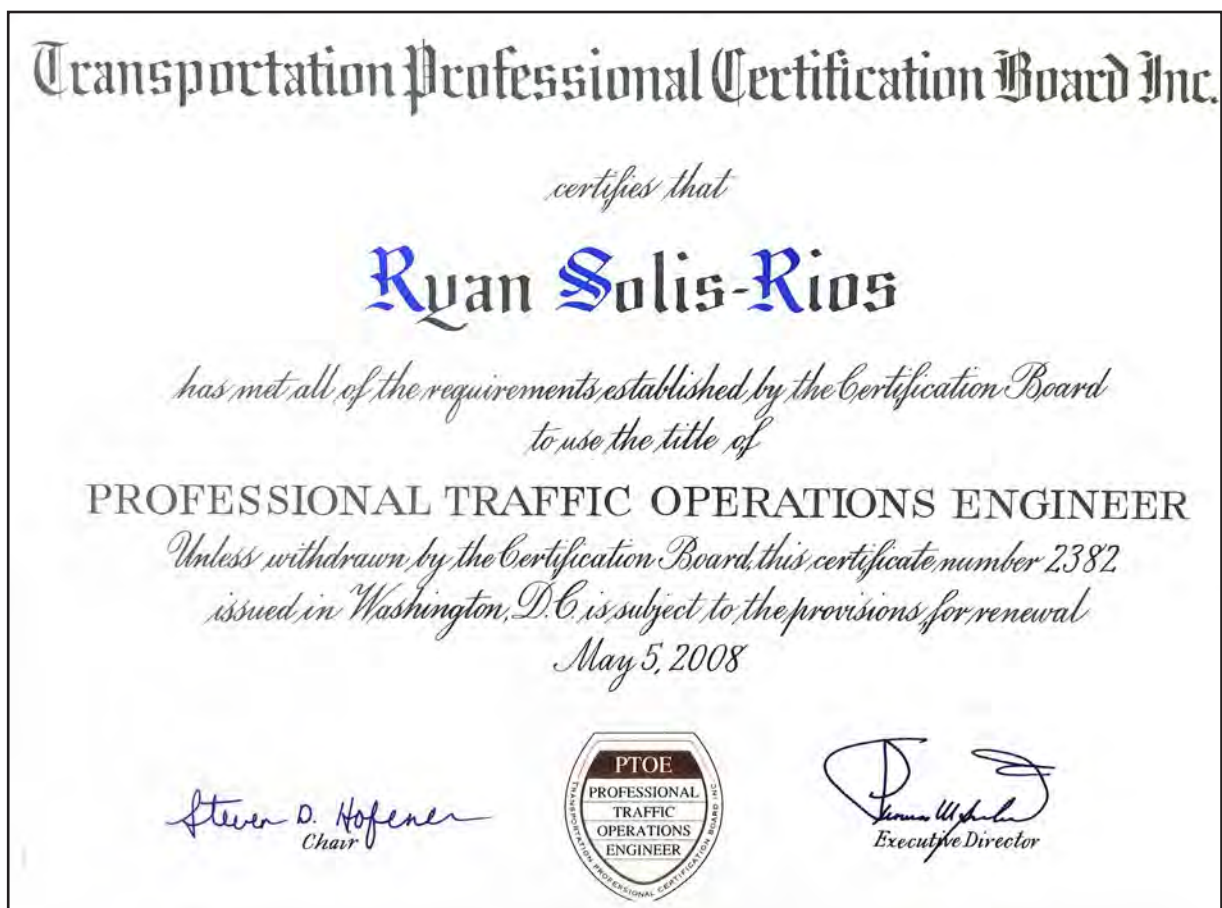 Transportation Professional Certification Board Inc.
certifies that
Ryan Solis-Rios
has met all of the requirements established by the Certification Board
to use the title of
PROFESSIONAL TRAFFIC OPERATIONS ENGINEER
Unless withdrawn by the Certification Board, this certificate number 2382
issued in Washington, D.C. is subject to the provisions for renewal
May 5, 2008
Steven D. Hofener
Chair
PTOE
PROFESSIONAL
TRAFFIC
OPERATIONS
ENGINEER
TRANSPORTATION PROFESSIONAL CERTIFICATION BOARD INC
Executive Director